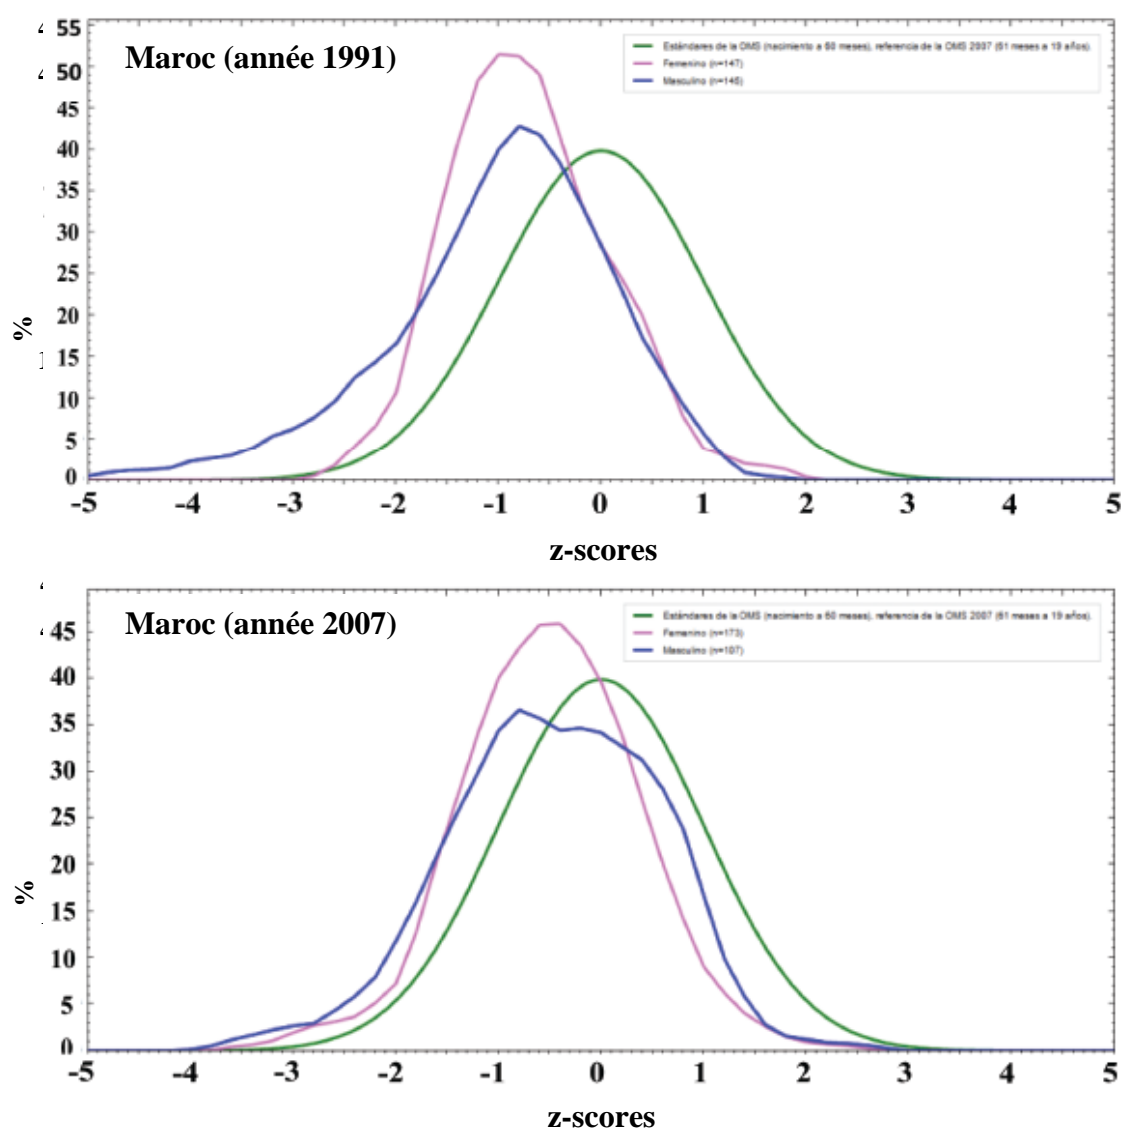 Maroc (année 1991)
Estándares de la OMS (nacimiento a 60 meses), referencia de la OMS 2007 (61 meses a 19 años).
Femenino (n=147)
Masculino (n=145)
55
50
45
40
35
30
25
20
15
10
5
0
%
-5 -4 -3 -2 -1 0 1 2 3 4 5
z-scores
Maroc (année 2007)
Estándares de la OMS (nacimiento a 60 meses), referencia de la OMS 2007 (61 meses a 19 años).
Femenino (n=173)
Masculino (n=107)
45
40
35
30
25
20
15
10
5
0
%
-5 -4 -3 -2 -1 0 1 2 3 4 5
z-scores